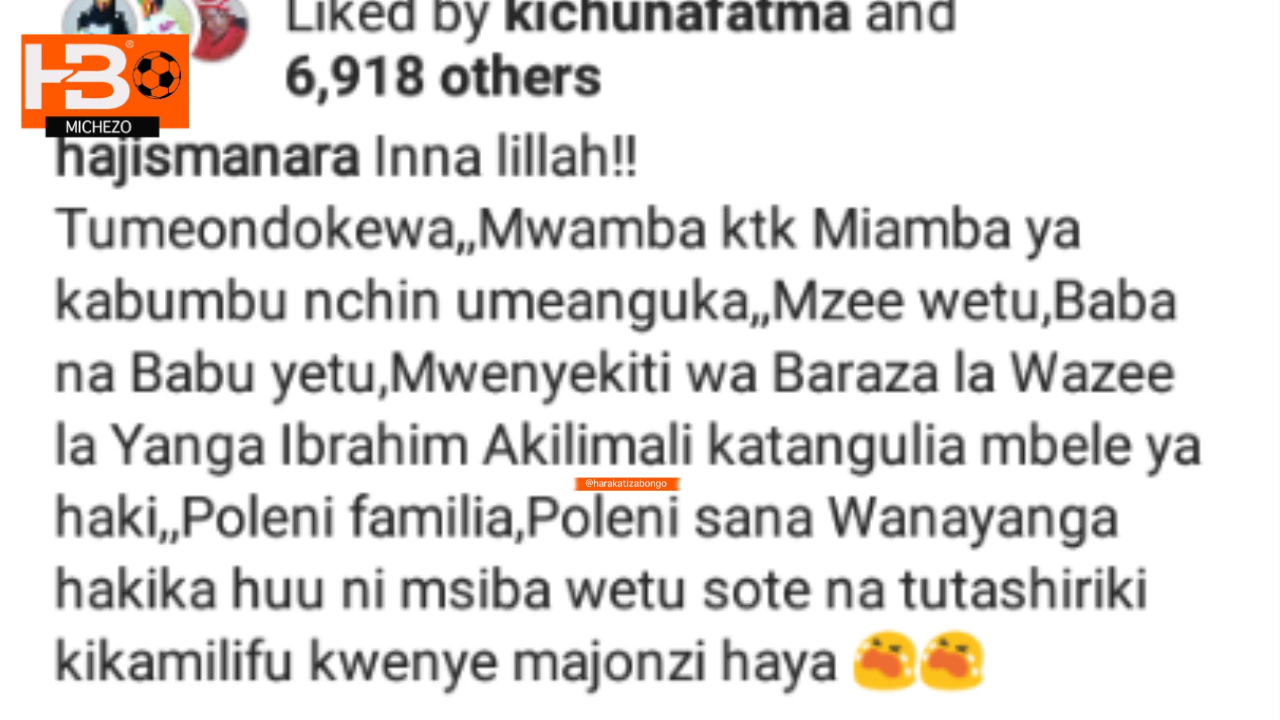 Liked by kichunafatma and
6,918 others
HBO
®
MICHEZO
hajismanara Inna lillah!!
Tumeondokewa,,Mwamba ktk Miamba ya
kabumbu nchin umeanguka,,Mzee wetu,Baba
na Babu yetu,Mwenyekiti wa Baraza la Wazee
la Yanga Ibrahim Akilimali katangulia mbele ya
@harakatizabongo
haki,,Poleni familia,Poleni sana Wanayanga
hakika huu ni msiba wetu sote na tutashiriki
kikamilifu kwenye majonzi haya 😭😭